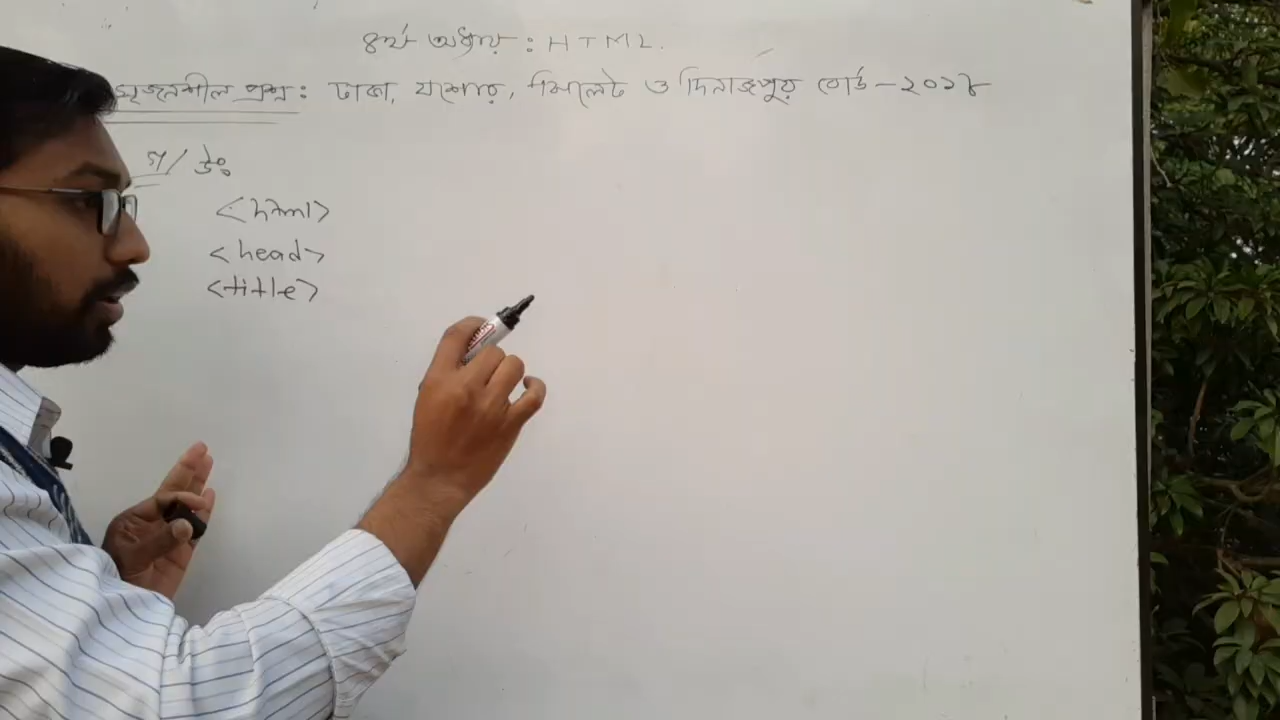 ৪র্থ অধ্যায় : HTML.
সৃজনশীল প্রশ্ন : ঢাকা, যশোর, সিলেট ও দিনাজপুর বোর্ড - ২০১৮
গ / উঃ
<html>
<head>
<title>